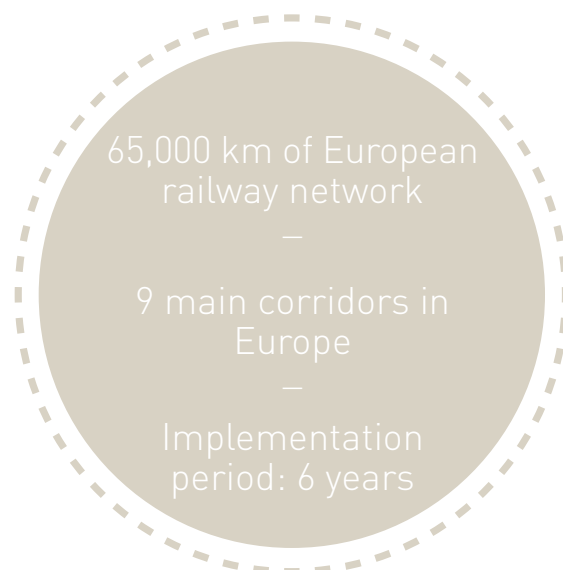 65,000 km of European
railway network
—
9 main corridors in
Europe
—
Implementation
period: 6 years